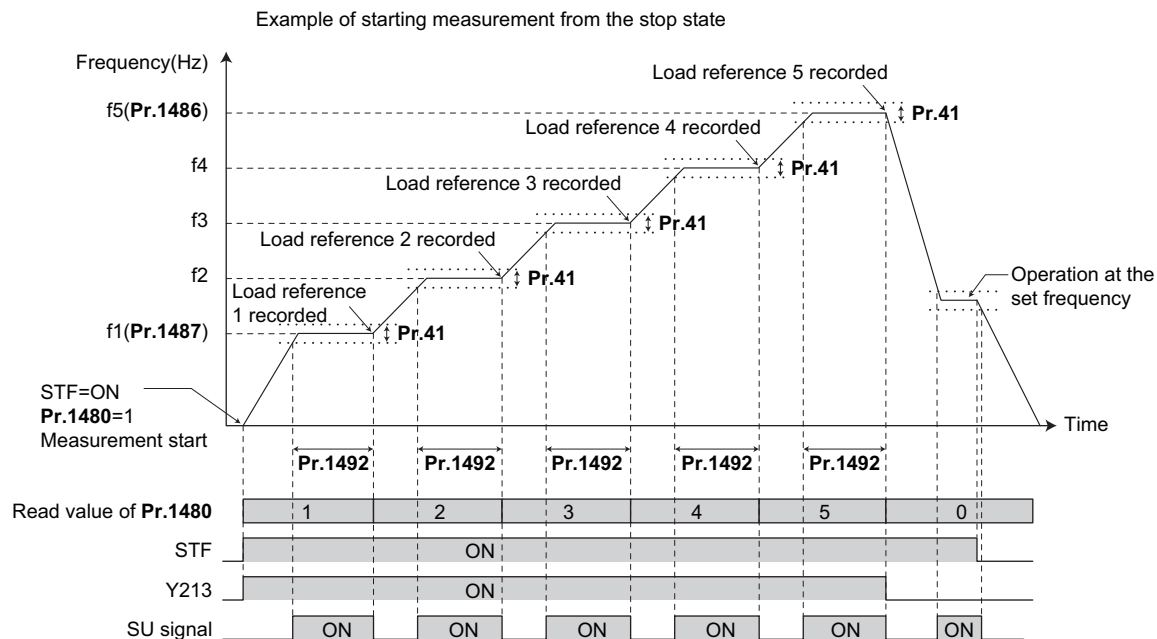 Example of starting measurement from the stop state
Frequency(Hz)
Load reference 5 recorded
f5(Pr.1486)
Pr.41
Load reference 4 recorded
f4
Pr.41
Load reference 3 recorded
f3
Pr.41
Load reference 2 recorded
f2
Pr.41
Operation at the
set frequency
Load reference
1 recorded
f1(Pr.1487)
Pr.41
STF=ON
Pr.1480=1
Measurement start
Time
Pr.1492 Pr.1492 Pr.1492 Pr.1492 Pr.1492
Read value of Pr.1480 1 2 3 4 5 0
STF ON
Y213 ON
SU signal ON ON ON ON ON ON